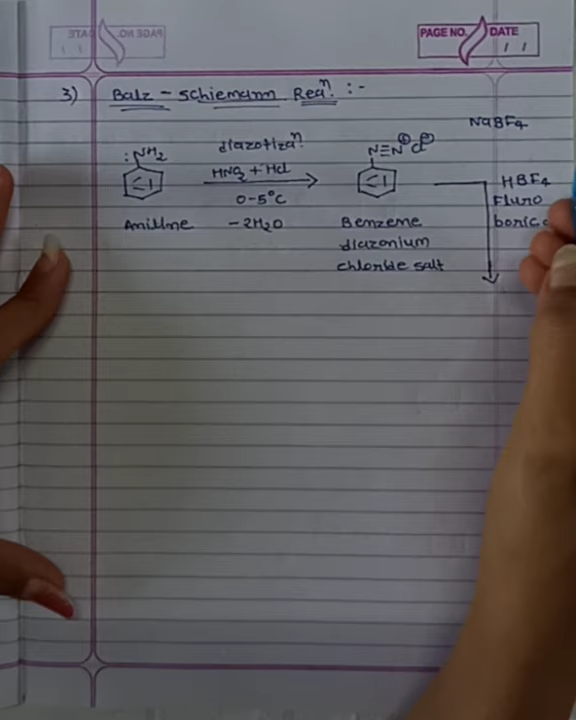 PAGE NO. DATE
/ /
3) Balz - Schiemann Reaⁿ. :-
NaBF4
:NH2
diazotizaⁿ.
HNO2 + Hcl
0-5°C
- 2H2O
Aniline
N≡N⊕ Cl⊖
Benzene
diazonium
chloride salt
HBF4
Fluro
boric